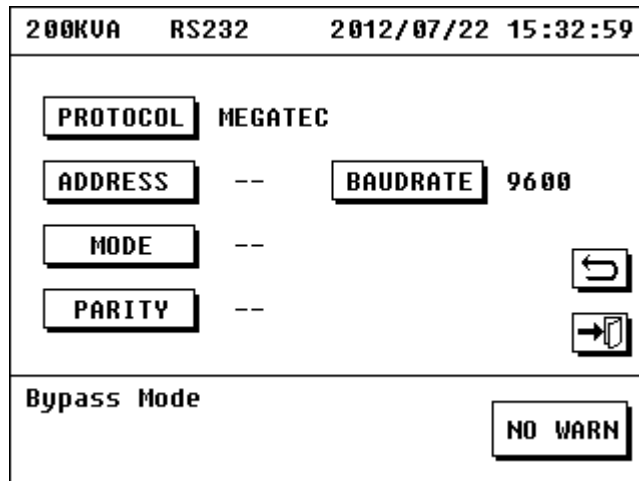 200KVA RS232 2012/07/22 15:32:59
PROTOCOL MEGATEC
ADDRESS -- BAUDRATE 9600
MODE --
PARITY --
Bypass Mode
NO WARN